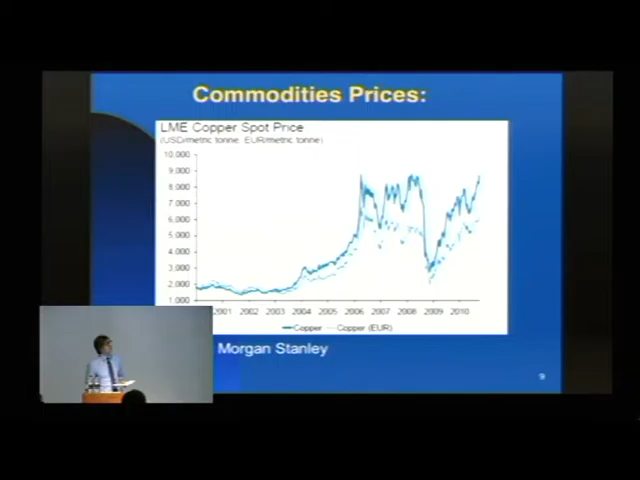 Commodities Prices:
LME Copper Spot Price
(USD/metric tonne, EUR/metric tonne)
10.000
9.000
8.000
7.000
6.000
5.000
4.000
3.000
2.000
1.000
2001 2002 2003 2004 2005 2006 2007 2008 2009 2010
Copper Copper (EUR)
Morgan Stanley
9